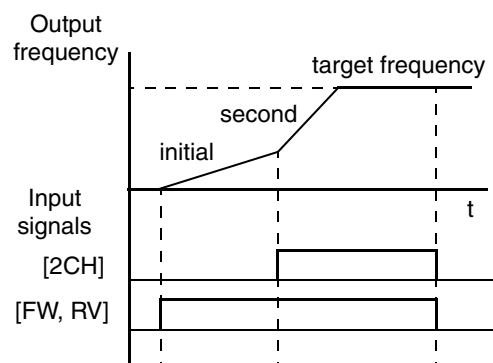 Output
frequency
target frequency
second
initial
Input
signals
t
[2CH]
[FW, RV]